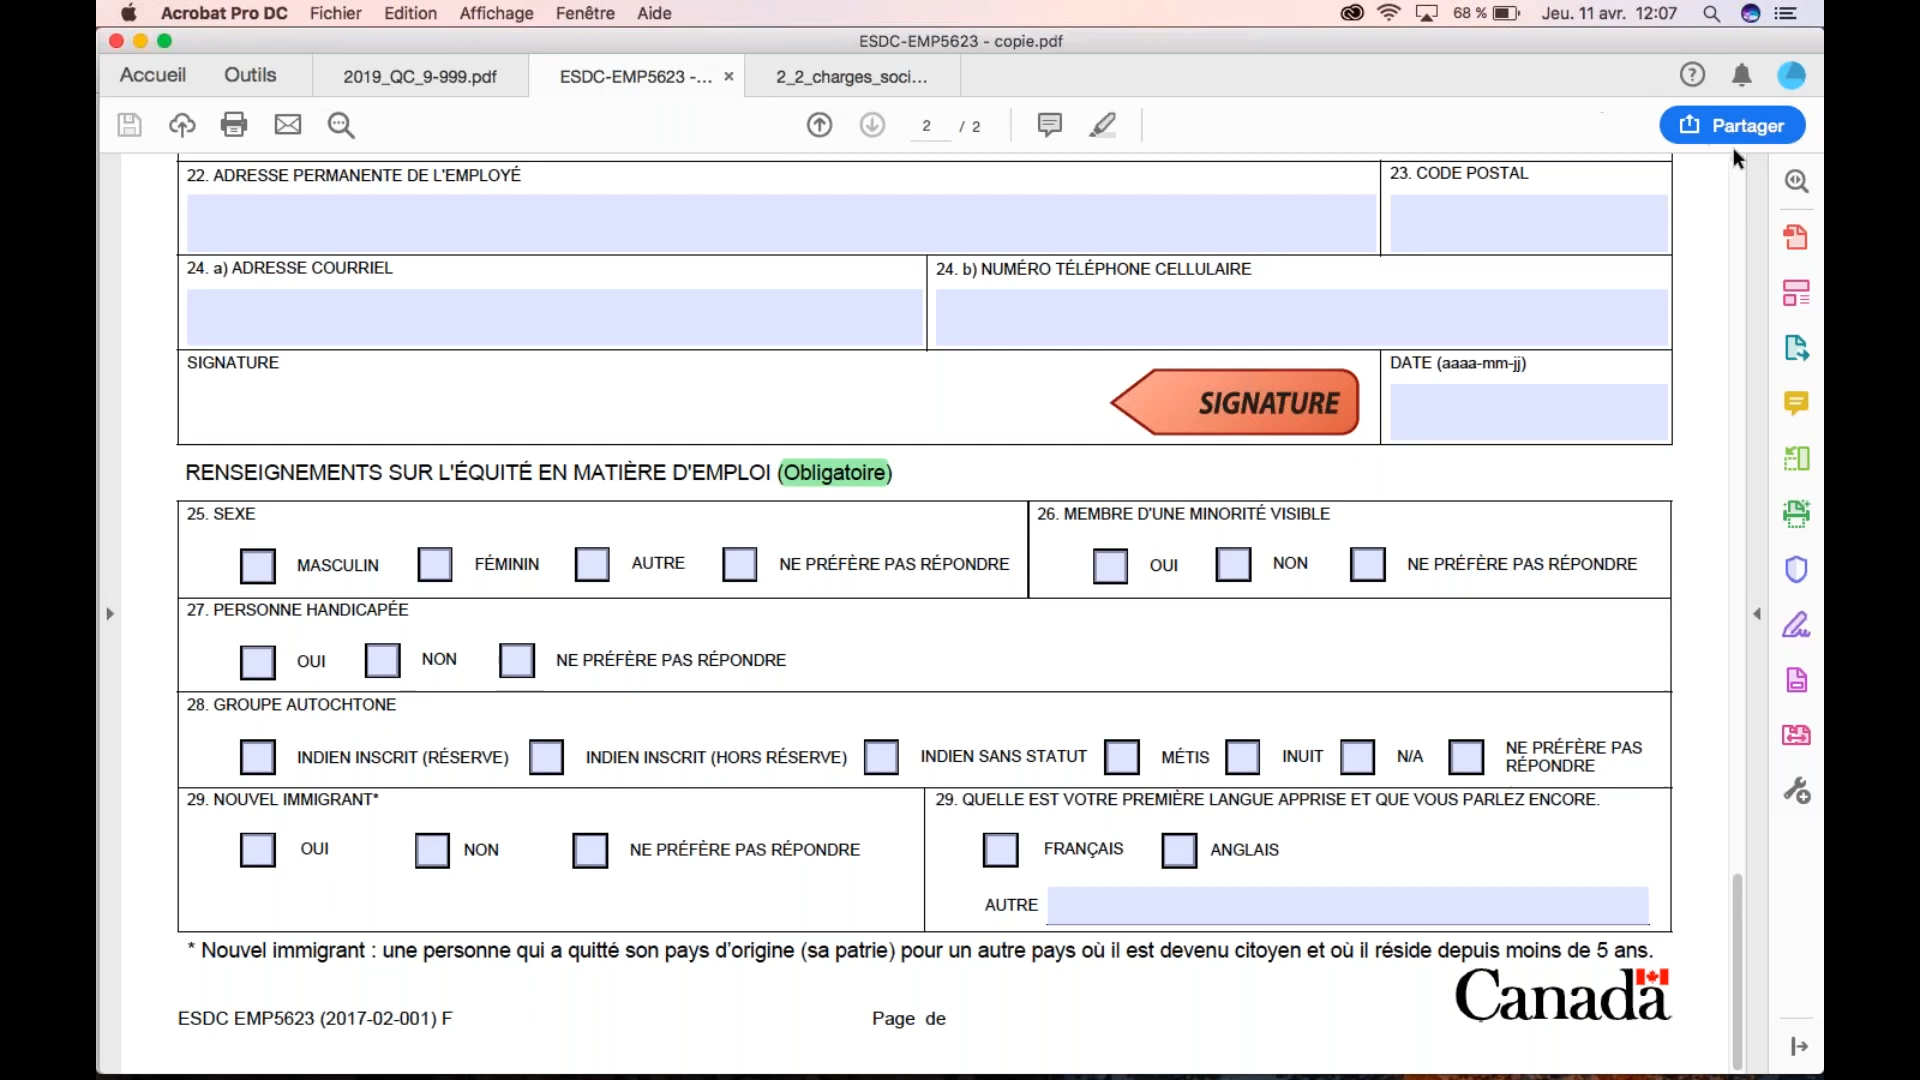 Acrobat Pro DC Fichier Edition Affichage Fenêtre Aide 68 % Jeu. 11 avr. 12:07
ESDC-EMP5623 - copie.pdf
Accueil Outils 2019_QC_9-999.pdf ESDC-EMP5623 -... × 2_2_charges_soci...
2 / 2 Partager
22. ADRESSE PERMANENTE DE L'EMPLOYÉ 23. CODE POSTAL
24. a) ADRESSE COURRIEL 24. b) NUMÉRO TÉLÉPHONE CELLULAIRE
SIGNATURE SIGNATURE DATE (aaaa-mm-jj)
RENSEIGNEMENTS SUR L'ÉQUITÉ EN MATIÈRE D'EMPLOI (Obligatoire)
25. SEXE 26. MEMBRE D'UNE MINORITÉ VISIBLE
MASCULIN FÉMININ AUTRE NE PRÉFÈRE PAS RÉPONDRE OUI NON NE PRÉFÈRE PAS RÉPONDRE
27. PERSONNE HANDICAPÉE
OUI NON NE PRÉFÈRE PAS RÉPONDRE
28. GROUPE AUTOCHTONE
INDIEN INSCRIT (RÉSERVE) INDIEN INSCRIT (HORS RÉSERVE) INDIEN SANS STATUT MÉTIS INUIT N/A NE PRÉFÈRE PAS
RÉPONDRE
29. NOUVEL IMMIGRANT* 29. QUELLE EST VOTRE PREMIÈRE LANGUE APPRISE ET QUE VOUS PARLEZ ENCORE.
OUI NON NE PRÉFÈRE PAS RÉPONDRE FRANÇAIS ANGLAIS
AUTRE
* Nouvel immigrant : une personne qui a quitté son pays d'origine (sa patrie) pour un autre pays où il est devenu citoyen et où il réside depuis moins de 5 ans.
Canada
ESDC EMP5623 (2017-02-001) F Page de